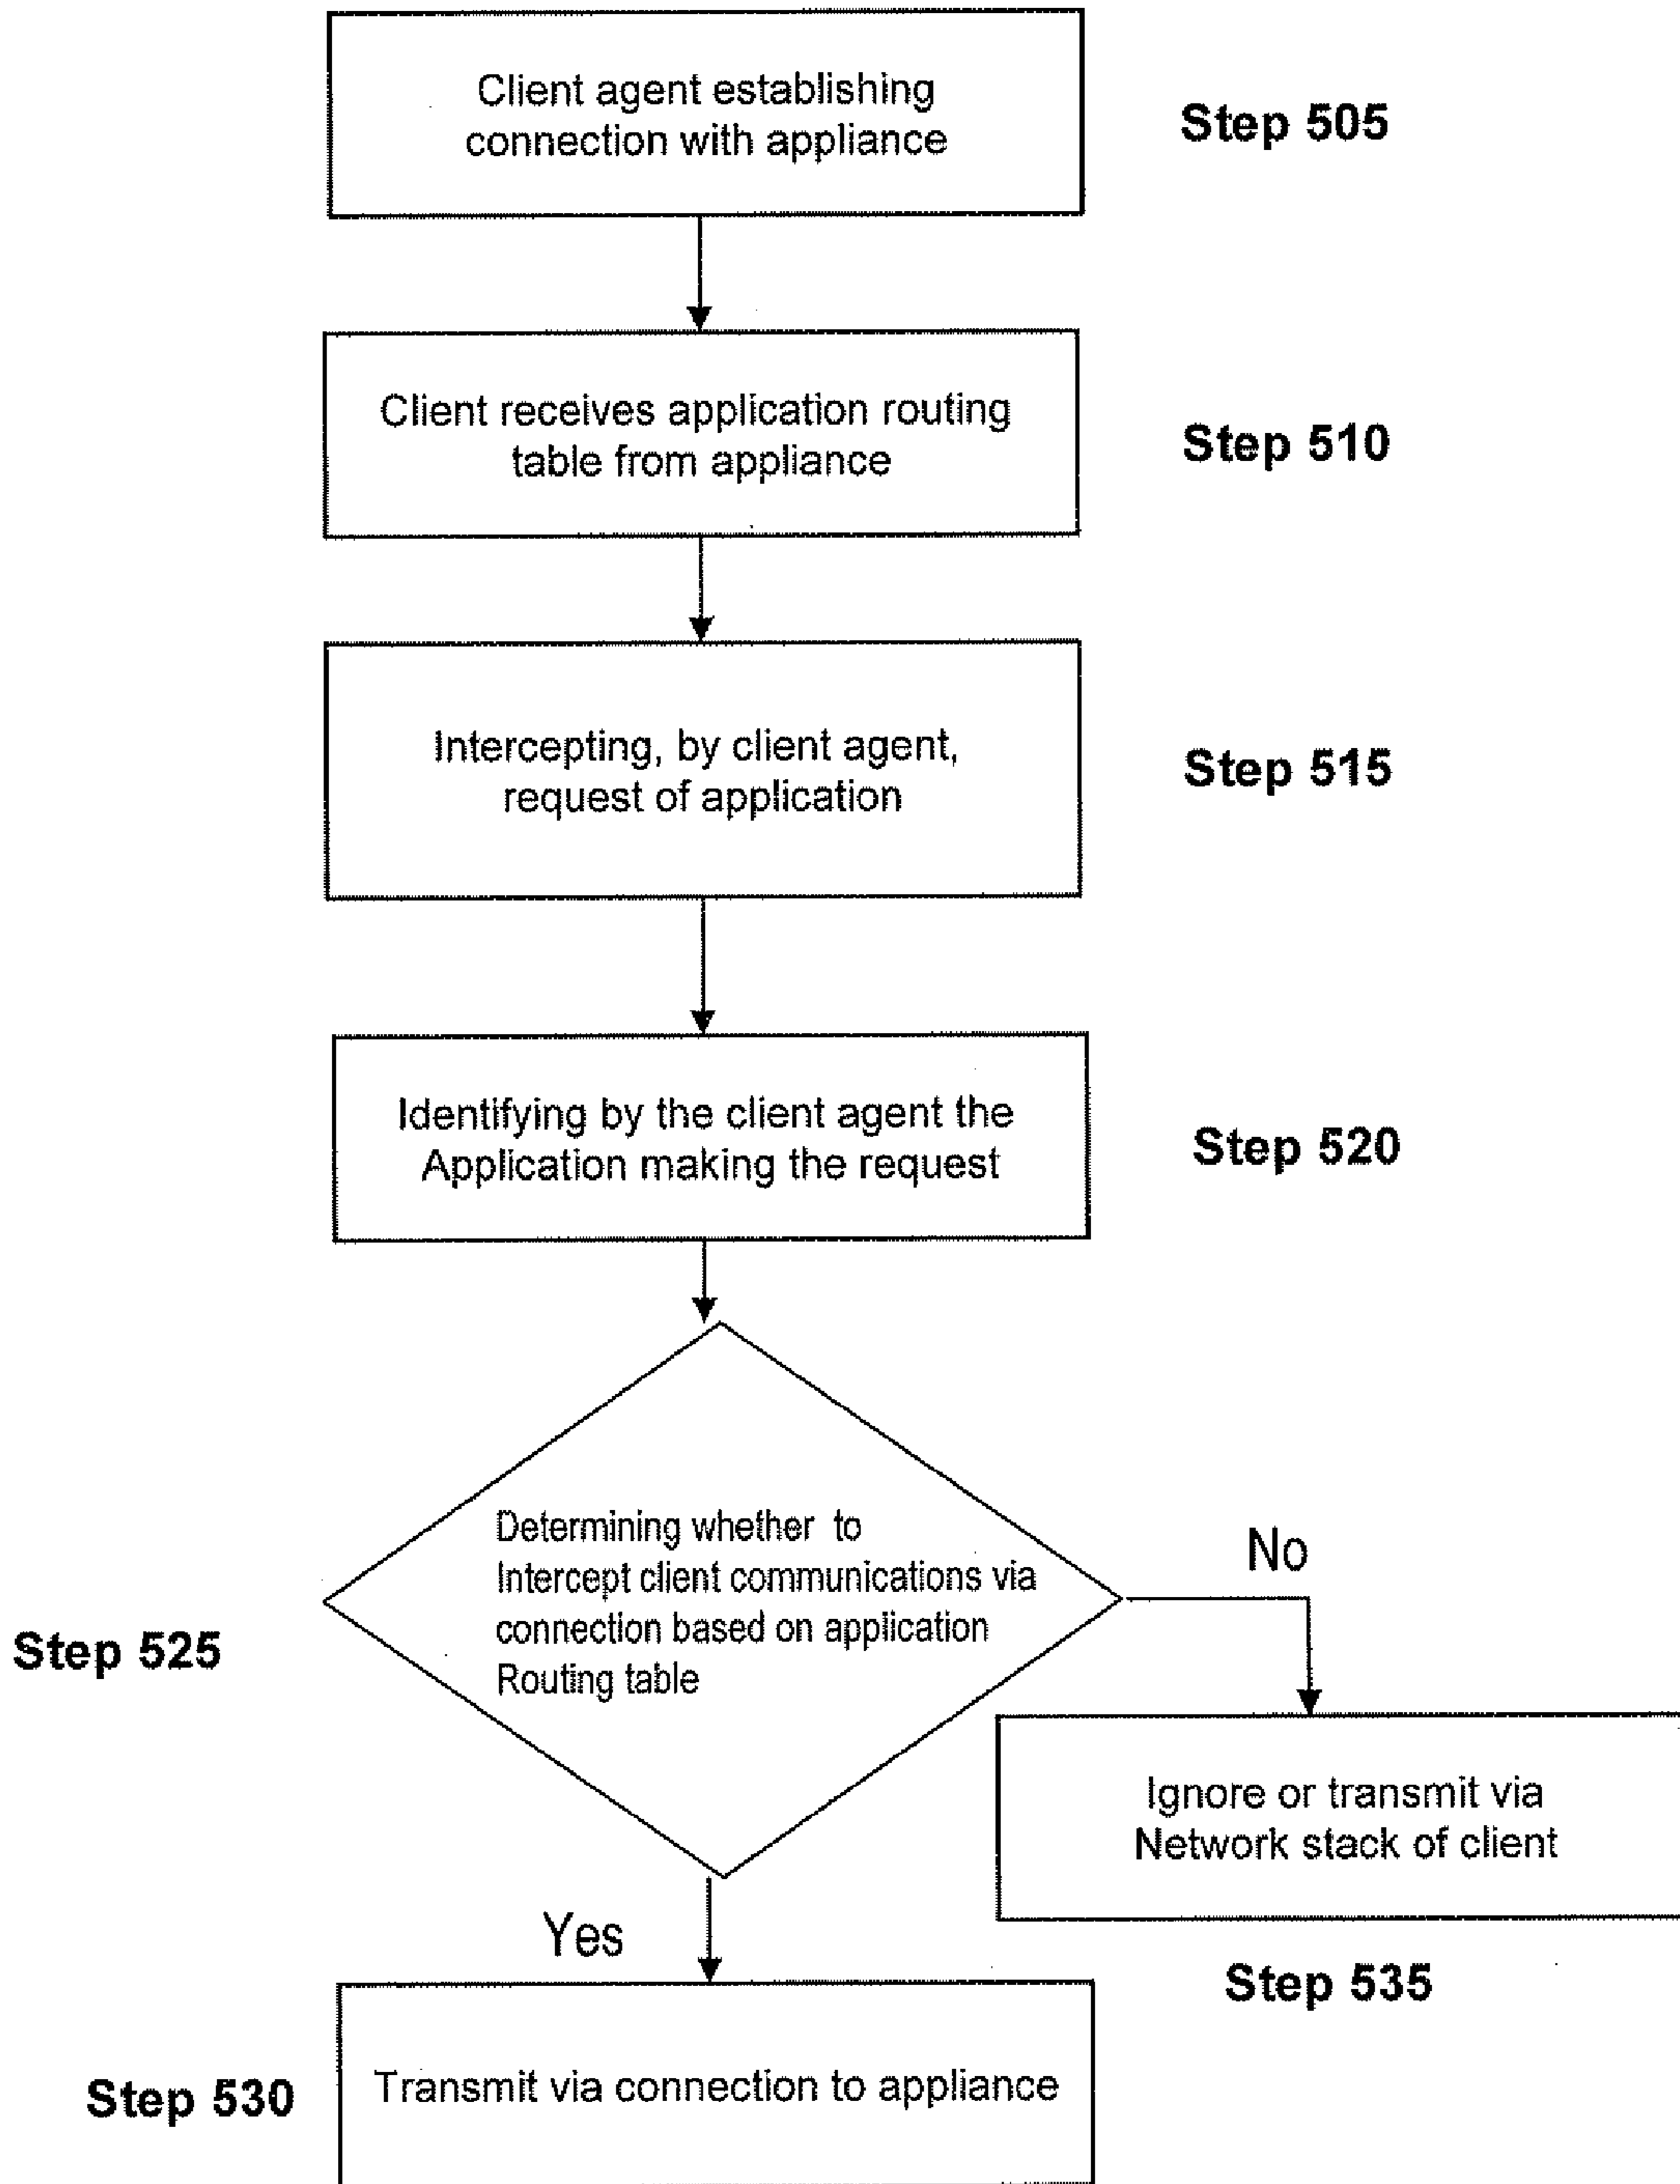 Client agent establishing
connection with appliance
Step 505
Client receives application routing
table from appliance
Step 510
Intercepting, by client agent,
request of application
Step 515
Identifying by the client agent the
Application making the request
Step 520
Determining whether to
Intercept client communications via
connection based on application
Routing table
Step 525
No
Ignore or transmit via
Network stack of client
Step 535
Yes
Transmit via connection to appliance
Step 530